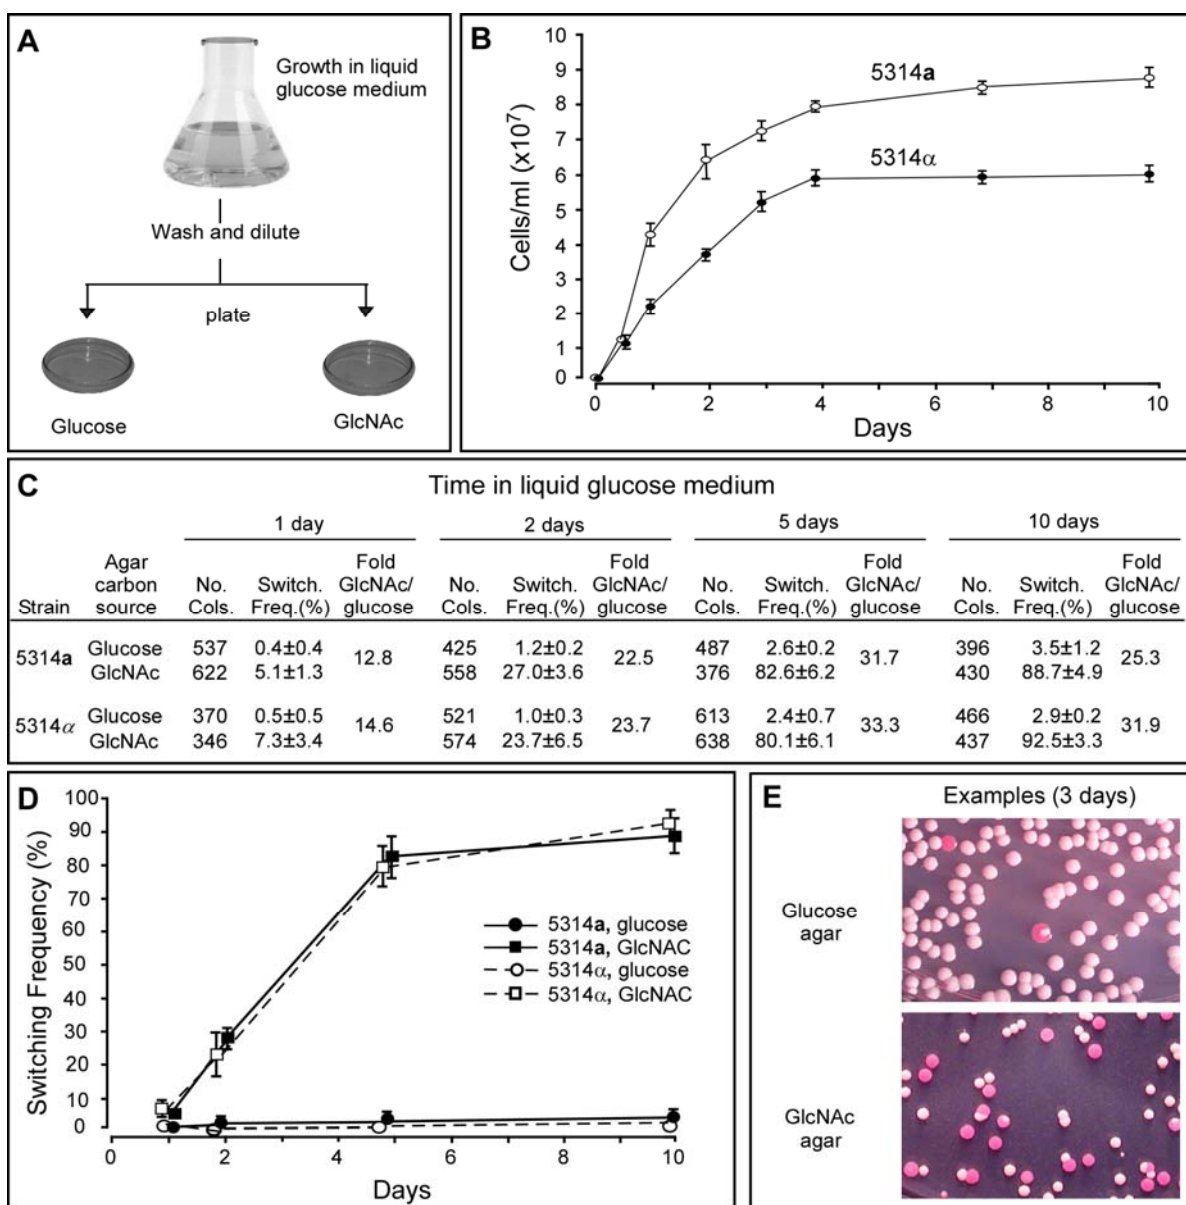 A
Growth in liquid
glucose medium
Wash and dilute
plate
Glucose
GlcNAc
B
Cells/ml (x10⁷)
10
9
8
7
6
5
4
3
2
1
0
5314a
5314α
0 2 4 6 8 10
Days
C
Time in liquid glucose medium
1 day 2 days 5 days 10 days
Agar Fold Fold Fold Fold
carbon No. Switch. GlcNAc/ No. Switch. GlcNAc/ No. Switch. GlcNAc/ No. Switch. GlcNAc/
Strain source Cols. Freq.(%) glucose Cols. Freq.(%) glucose Cols. Freq.(%) glucose Cols. Freq.(%) glucose
5314a Glucose 537 0.4±0.4 12.8 425 1.2±0.2 22.5 487 2.6±0.2 31.7 396 3.5±1.2 25.3
GlcNAc 622 5.1±1.3 558 27.0±3.6 376 82.6±6.2 430 88.7±4.9
5314α Glucose 370 0.5±0.5 14.6 521 1.0±0.3 23.7 613 2.4±0.7 33.3 466 2.9±0.2 31.9
GlcNAc 346 7.3±3.4 574 23.7±6.5 638 80.1±6.1 437 92.5±3.3
D
Switching Frequency (%)
100
90
80
70
60
50
40
30
20
10
0
5314a, glucose
5314a, GlcNAC
5314α, glucose
5314α, GlcNAC
0 2 4 6 8 10
Days
E
Examples (3 days)
Glucose
agar
GlcNAc
agar